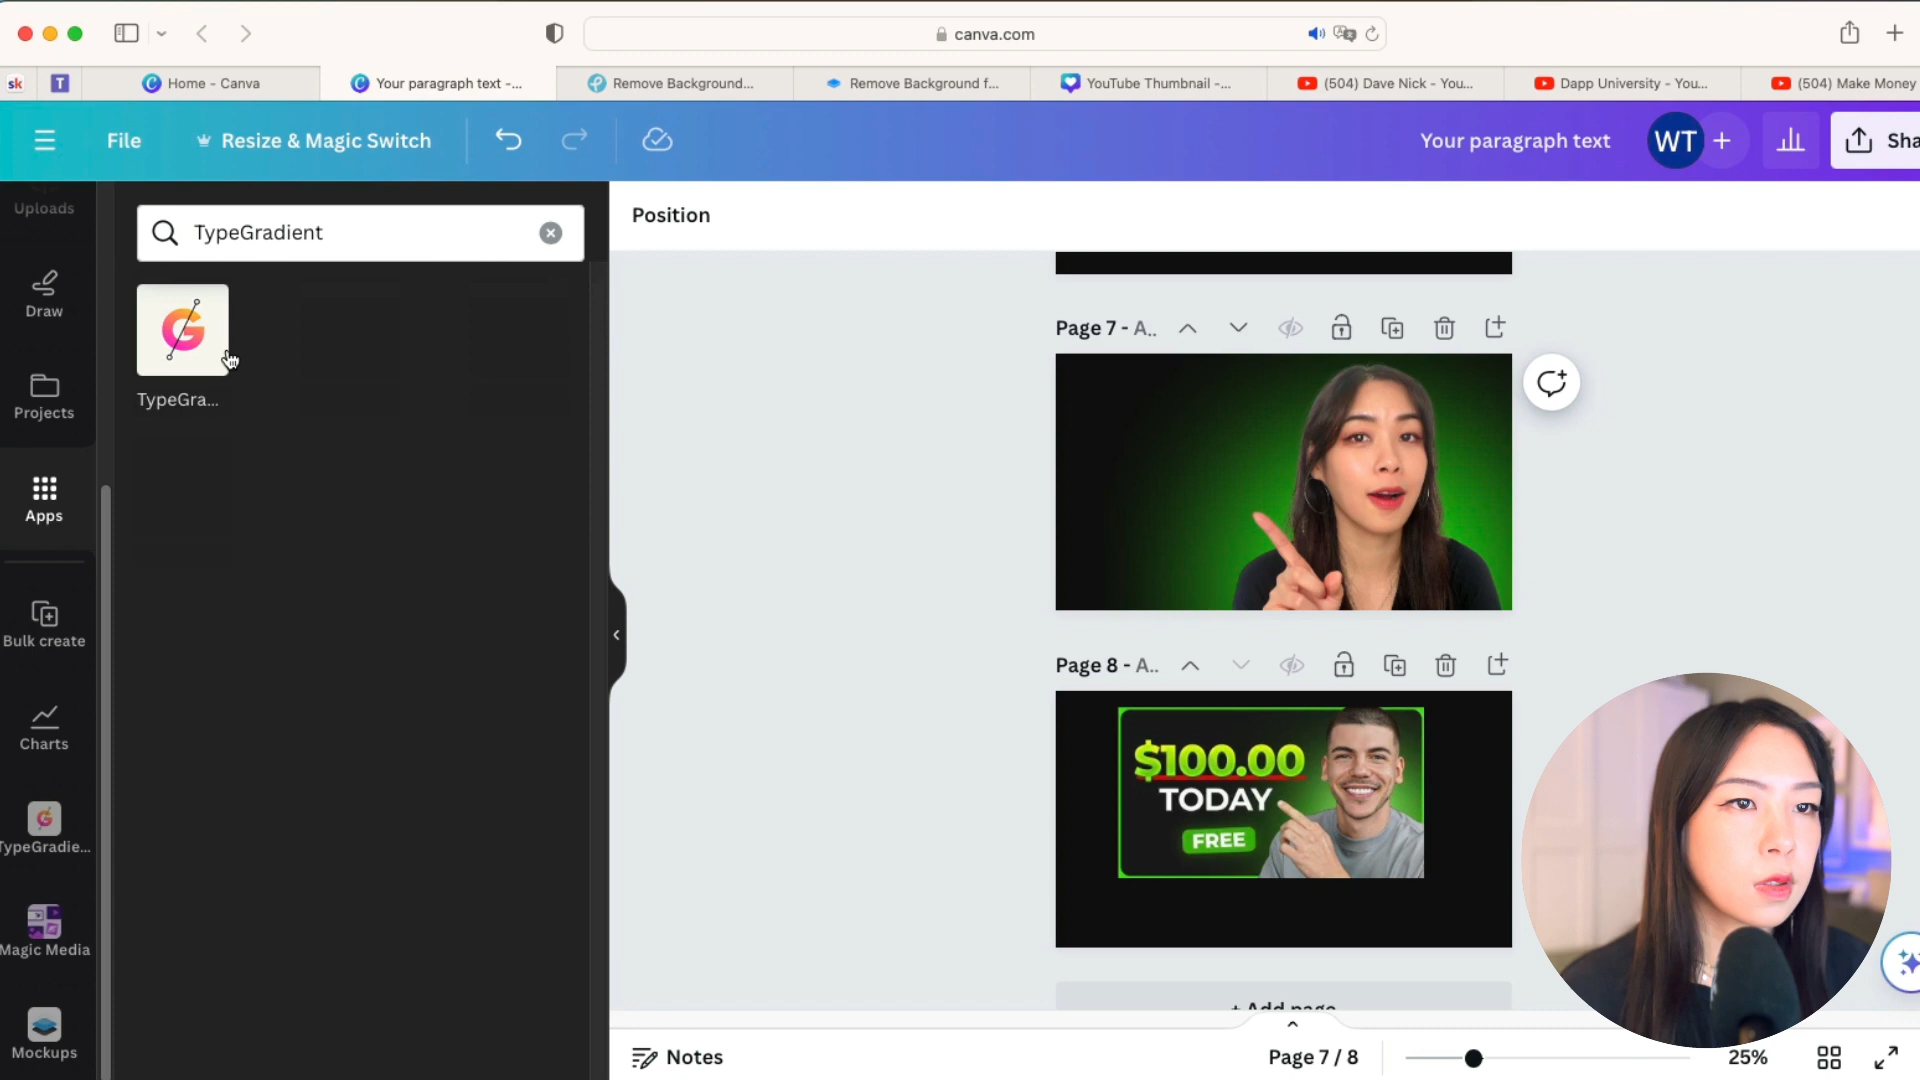 canva.com
sk
T
Home - Canva
Your paragraph text -...
Remove Background...
Remove Background f...
YouTube Thumbnail -...
(504) Dave Nick - You...
Dapp University - You...
(504) Make Money
File
Resize & Magic Switch
Your paragraph text
WT
Sha
Uploads
TypeGradient
Position
Draw
TypeGra...
Page 7 - A..
Projects
Apps
Bulk create
Page 8 - A..
Charts
$100.00
TODAY
FREE
TypeGradie...
Magic Media
+ Add page
Mockups
Notes
Page 7 / 8
25%